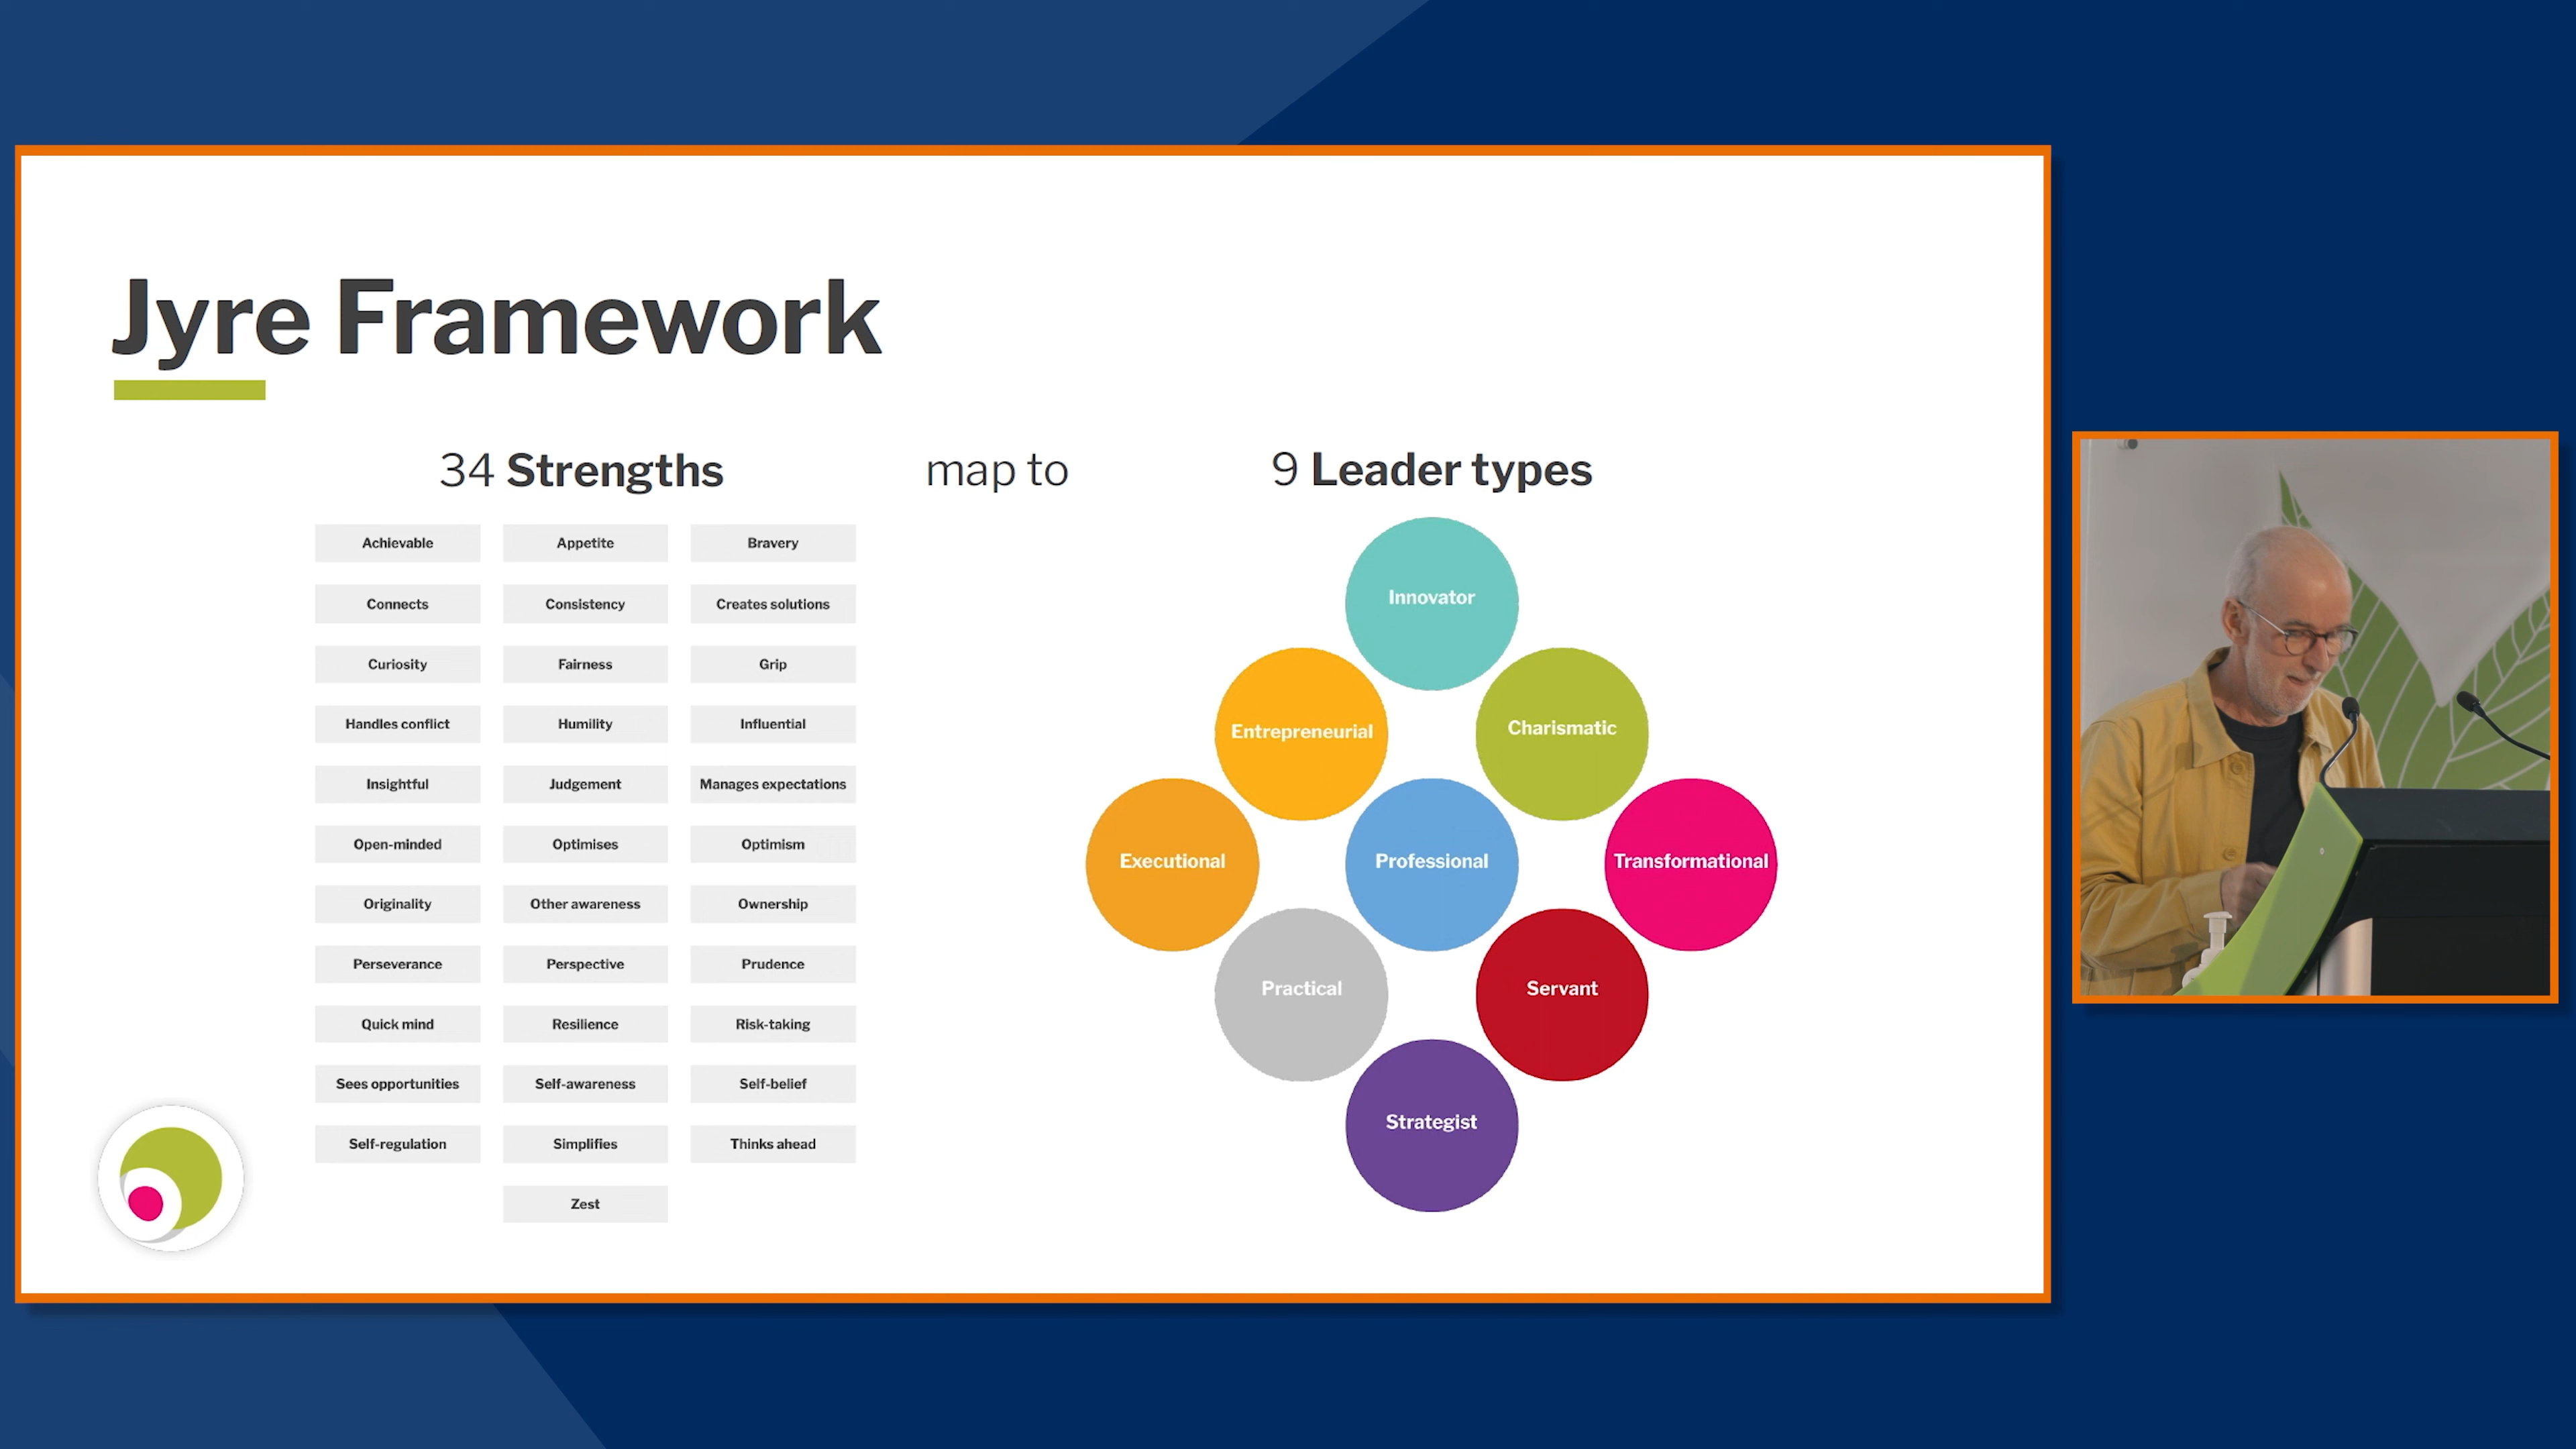 Jyre Framework
34 Strengths map to 9 Leader types
Achievable Appetite Bravery
Connects Consistency Creates solutions
Curiosity Fairness Grip
Handles conflict Humility Influential
Insightful Judgement Manages expectations
Open-minded Optimises Optimism
Originality Other awareness Ownership
Perseverance Perspective Prudence
Quick mind Resilience Risk-taking
Sees opportunities Self-awareness Self-belief
Self-regulation Simplifies Thinks ahead
Zest
Innovator
Entrepreneurial Charismatic
Executional Professional Transformational
Practical Servant
Strategist